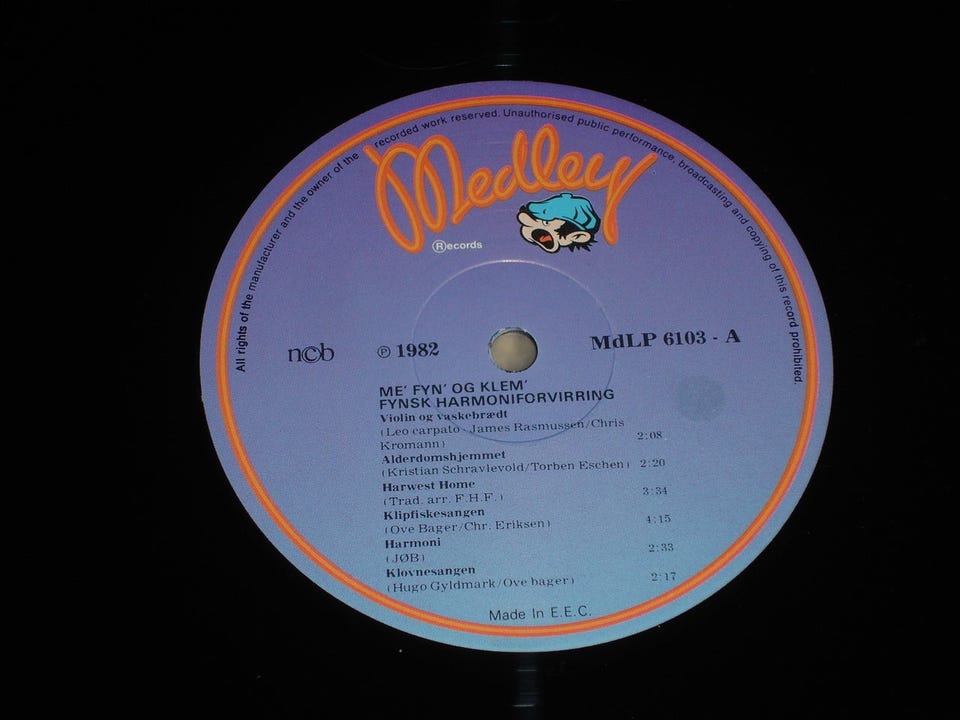 All rights of the manufacturer and the owner of the recorded work reserved. Unauthorised public performance, broadcasting and copying of this record prohibited.
Medley
Ⓡecords
ncb
℗ 1982
MdLP 6103 - A
ME' FYN' OG KLEM'
FYNSK HARMONIFORVIRRING
Violin og vaskebrædt
(Leo carpato - James Rasmussen/Chris
Kromann) 2:08
Alderdomshjemmet
(Kristian Schravlevold/Torben Eschen) 2:20
Harwest Home
(Trad. arr. F.H.F.) 3:34
Klipfiskesangen
(Ove Bager/Chr. Eriksen) 4:15
Harmoni
(JØB) 2:33
Klovnesangen
(Hugo Gyldmark/Ove bager) 2:17
Made In E.E.C.